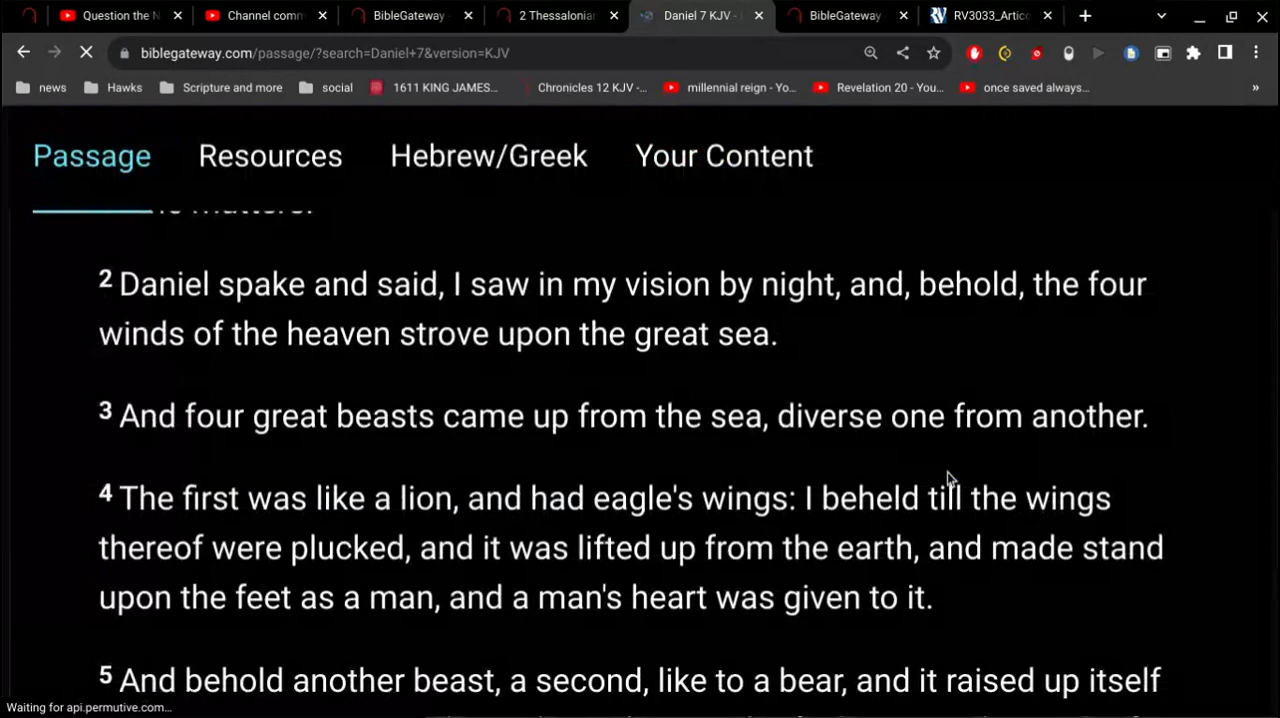 Question the N
Channel comm
BibleGateway -
2 Thessalonian
Daniel 7 KJV -
BibleGateway
RV3033_Artico
biblegateway.com/passage/?search=Daniel+7&version=KJV
news
Hawks
Scripture and more
social
1611 KING JAMES...
Chronicles 12 KJV -...
millennial reign - Yo...
Revelation 20 - You...
once saved always...
»
Passage
Resources
Hebrew/Greek
Your Content
matters.
2 Daniel spake and said, I saw in my vision by night, and, behold, the four
winds of the heaven strove upon the great sea.
3 And four great beasts came up from the sea, diverse one from another.
4 The first was like a lion, and had eagle's wings: I beheld till the wings
thereof were plucked, and it was lifted up from the earth, and made stand
upon the feet as a man, and a man's heart was given to it.
5 And behold another beast, a second, like to a bear, and it raised up itself
Waiting for api.permutive.com...